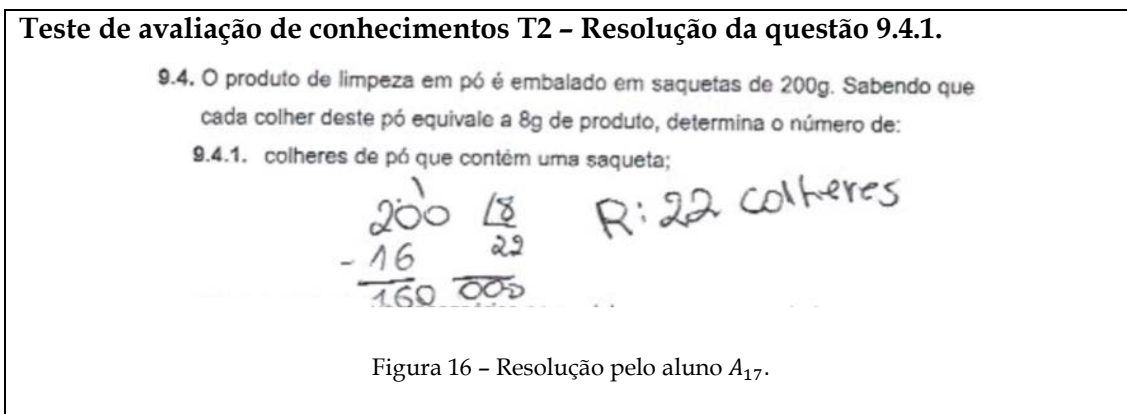 Teste de avaliação de conhecimentos T2 – Resolução da questão 9.4.1.
9.4. O produto de limpeza em pó é embalado em saquetas de 200g. Sabendo que
cada colher deste pó equivale a 8g de produto, determina o número de:
9.4.1. colheres de pó que contém uma saqueta;
200 8 R: 22 colheres
- 16 22
160 000
Figura 16 – Resolução pelo aluno A₁₇.